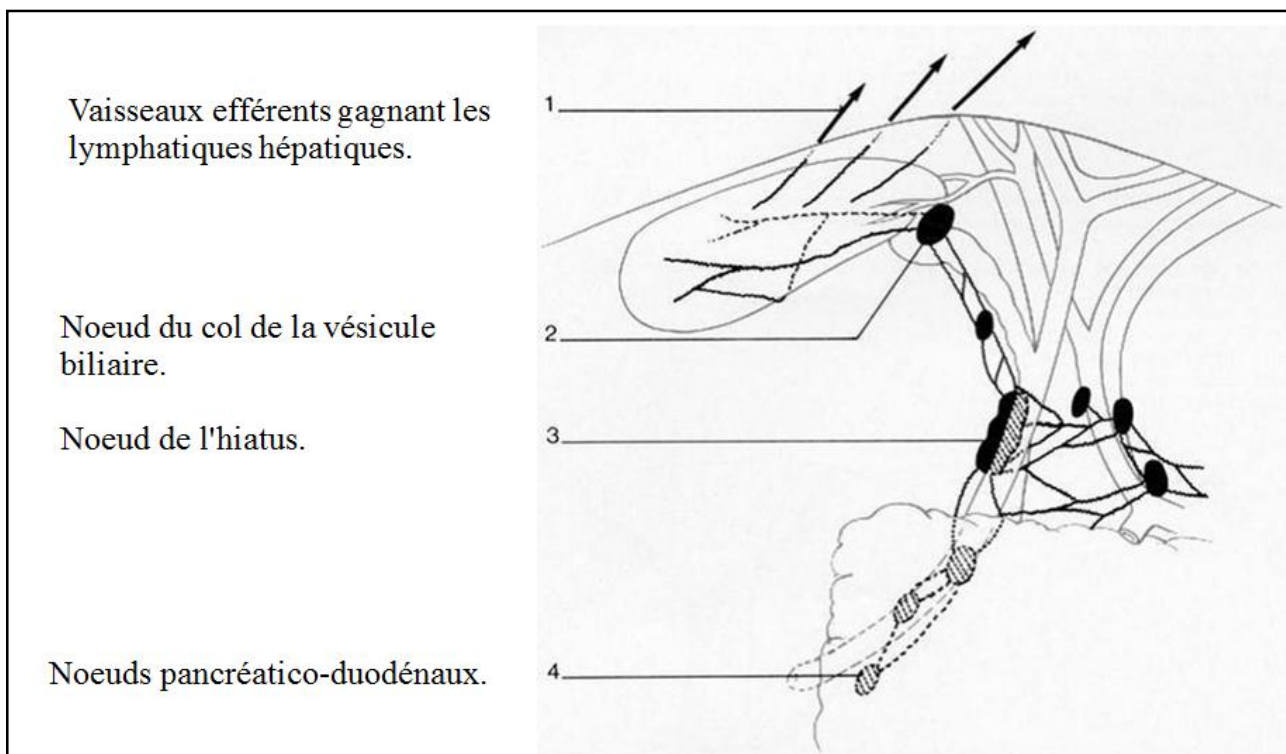 Vaisseaux efférents gagnant les
lymphatiques hépatiques.
1
Noeud du col de la vésicule
biliaire.
2
Noeud de l'hiatus.
3
Noeuds pancréatico-duodénaux.
4